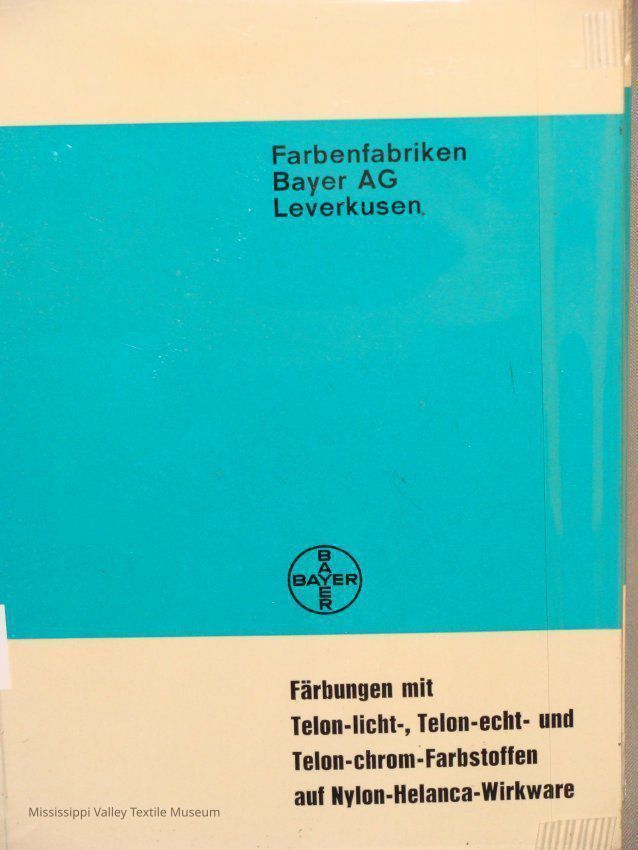 Farbenfabriken
Bayer AG
Leverkusen
BAYER
BAYER
Färbungen mit
Telon-licht-, Telon-echt- und
Telon-chrom-Farbstoffen
auf Nylon-Helanca-Wirkware
Mississippi Valley Textile Museum